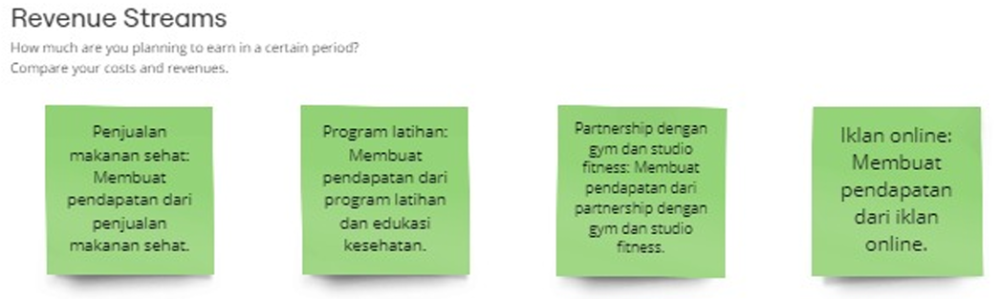 Revenue Streams
How much are you planning to earn in a certain period?
Compare your costs and revenues.
Penjualan
makanan sehat:
Membuat
pendapatan dari
penjualan
makanan sehat.
Program latihan:
Membuat
pendapatan dari
program latihan
dan edukasi
kesehatan.
Partnership dengan
gym dan studio
fitness: Membuat
pendapatan dari
partnership dengan
gym dan studio
fitness.
Iklan online:
Membuat
pendapatan
dari iklan
online.